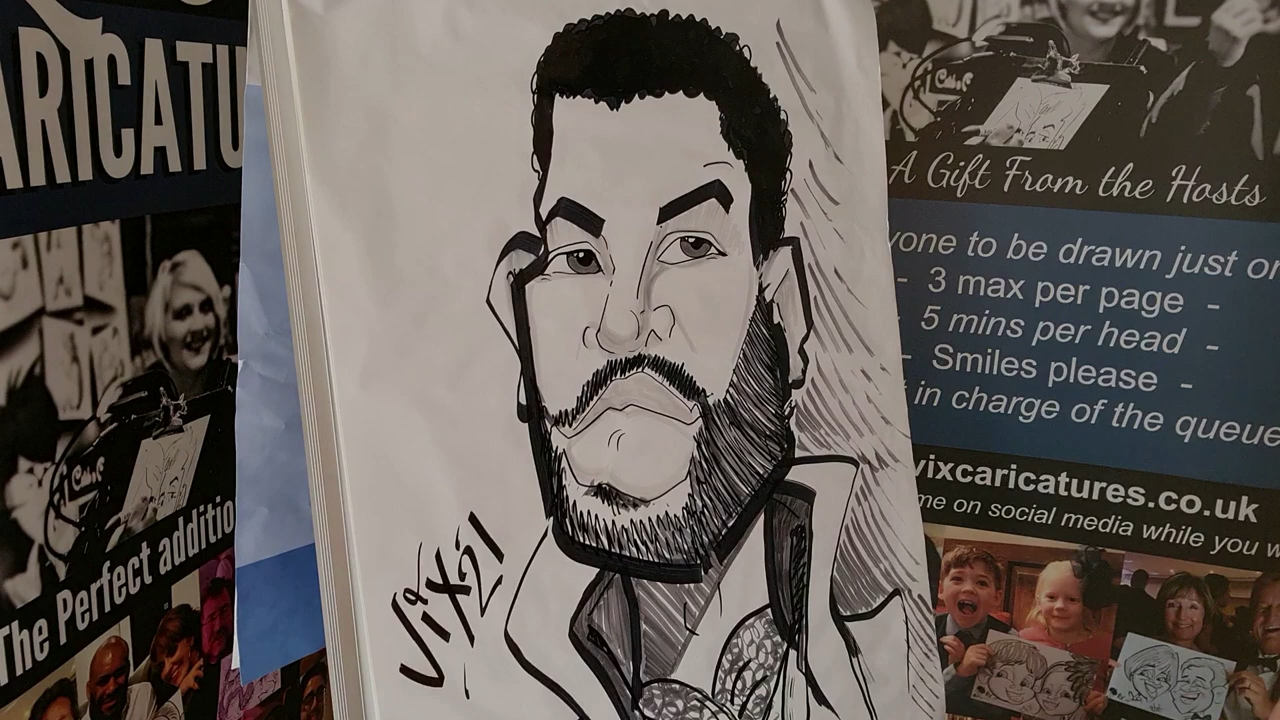 ARICATU
The Perfect additio
Vix 21
A Gift From the Hosts
yone to be drawn just on
- 3 max per page -
- 5 mins per head -
- Smiles please -
t in charge of the queue
vixcaricatures.co.uk
me on social media while you w